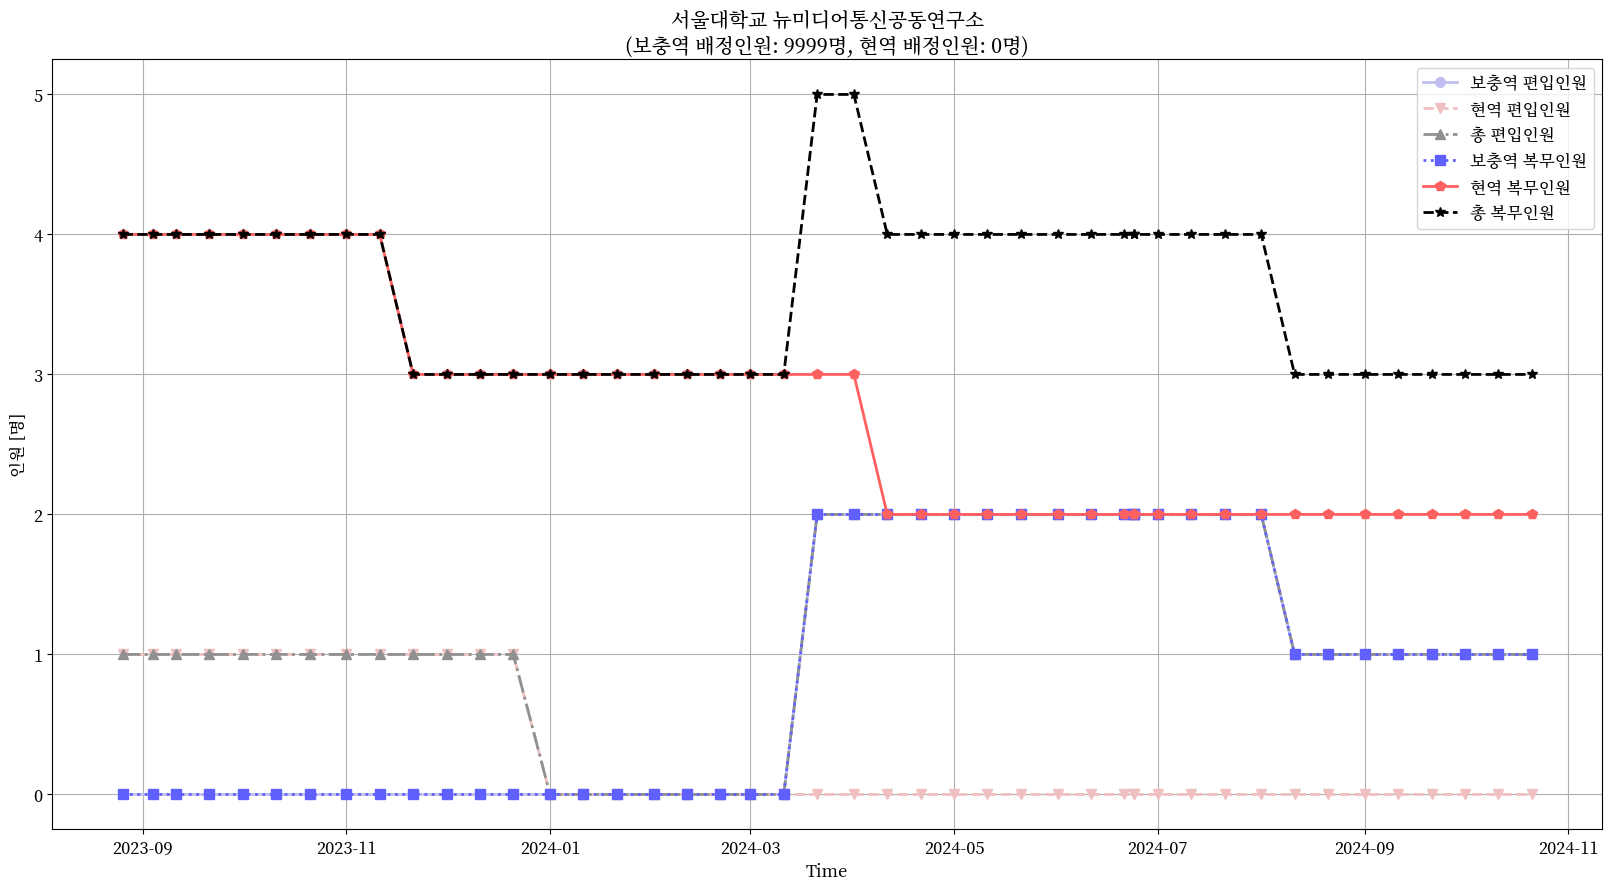 서울대학교 뉴미디어통신공동연구소
(보충역 배정인원: 9999명, 현역 배정인원: 0명)
보충역 편입인원
현역 편입인원
총 편입인원
보충역 복무인원
현역 복무인원
총 복무인원
인원 [명]
5
4
3
2
1
0
2023-09 2023-11 2024-01 2024-03 2024-05 2024-07 2024-09 2024-11
Time